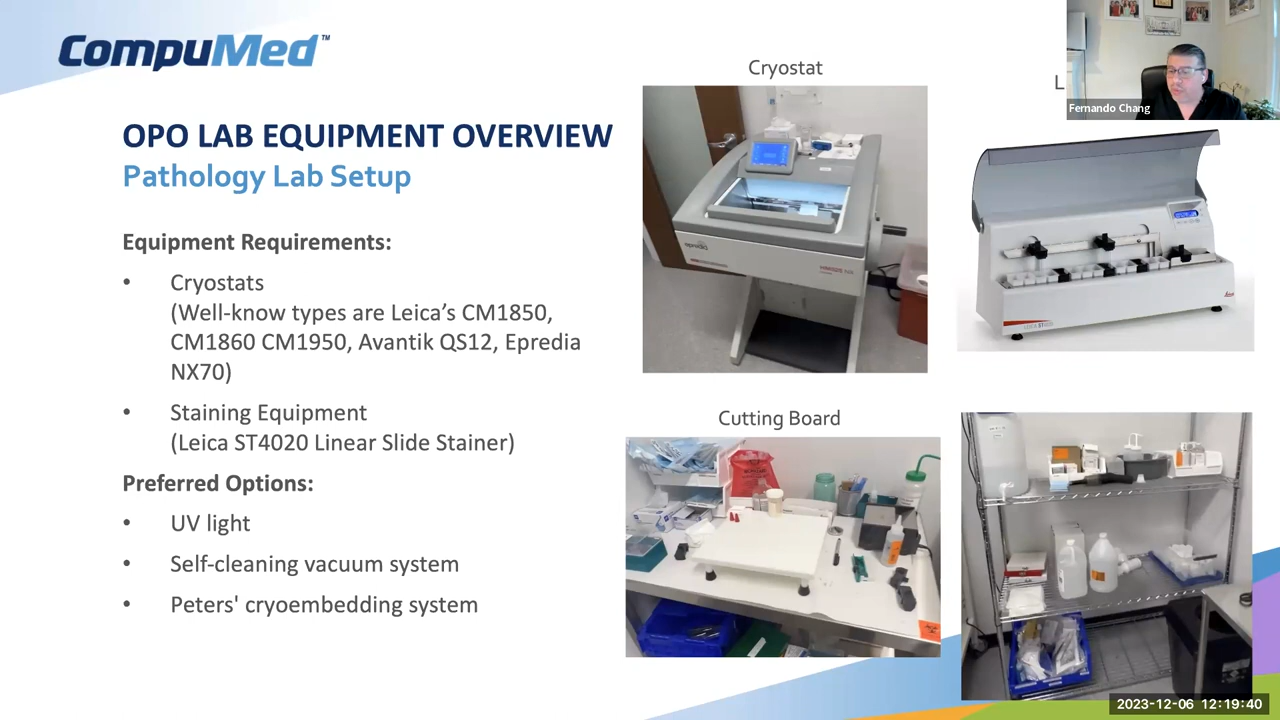 CompuMed™
OPO LAB EQUIPMENT OVERVIEW
Pathology Lab Setup
Equipment Requirements:
• Cryostats
(Well-know types are Leica's CM1850,
CM1860 CM1950, Avantik QS12, Epredia
NX70)
• Staining Equipment
(Leica ST4020 Linear Slide Stainer)
Preferred Options:
• UV light
• Self-cleaning vacuum system
• Peters' cryoembedding system
Cryostat
L
Fernando Chang
Cutting Board
2023-12-06 12:19:40